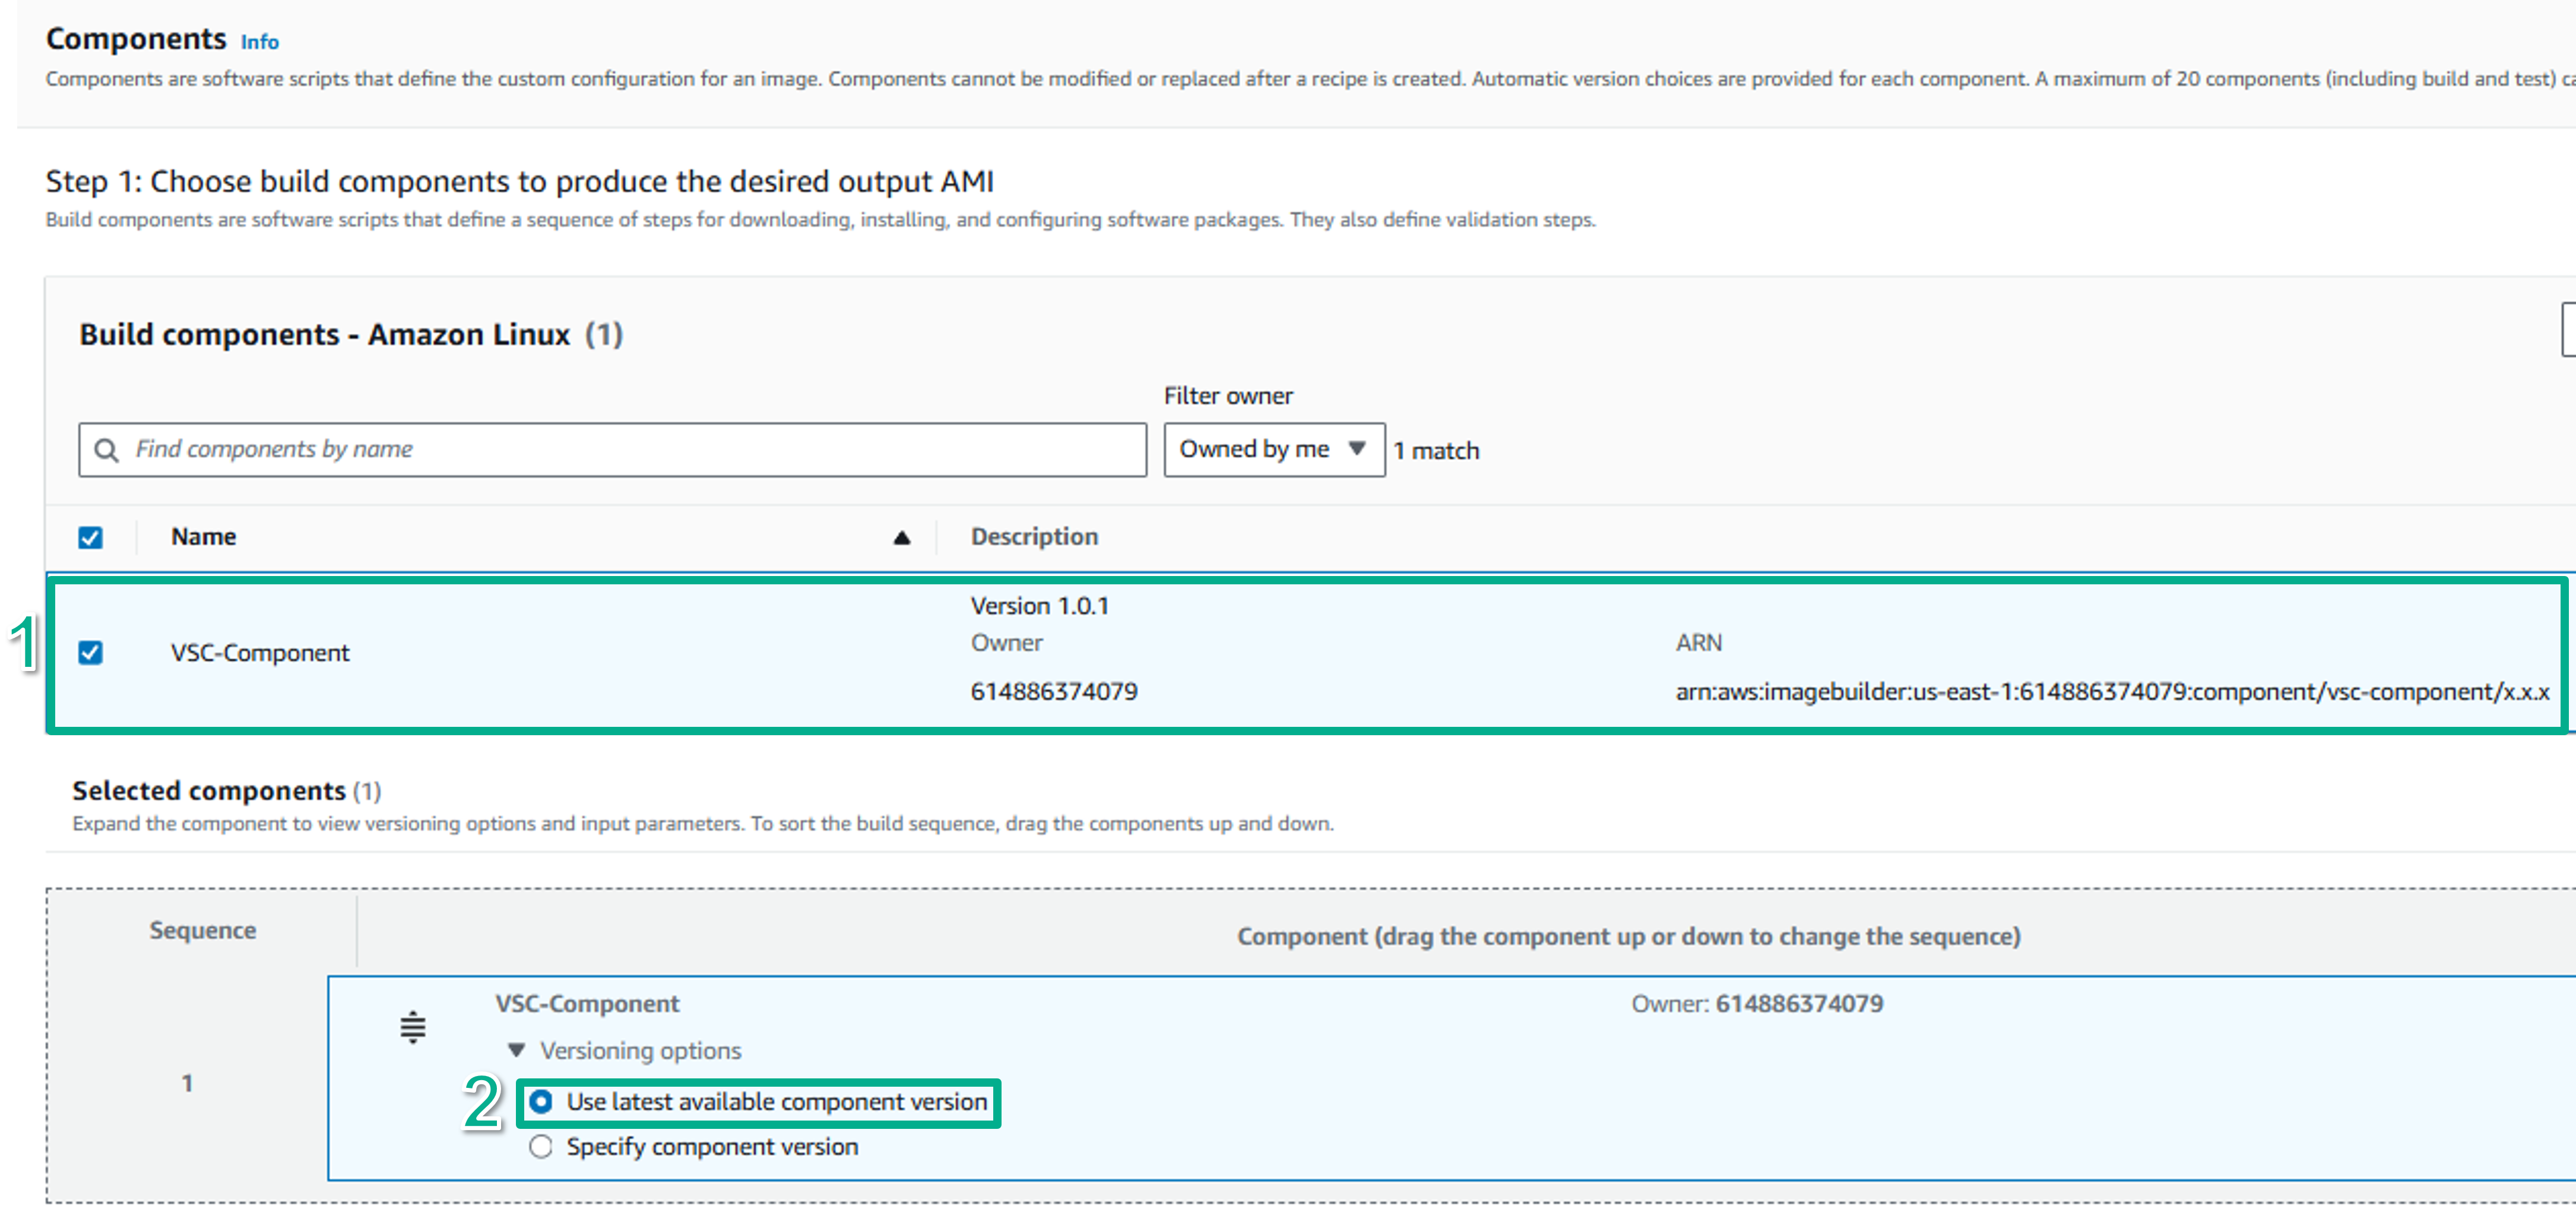 Components Info
Components are software scripts that define the custom configuration for an image. Components cannot be modified or replaced after a recipe is created. Automatic version choices are provided for each component. A maximum of 20 components (including build and test)
Step 1: Choose build components to produce the desired output AMI
Build components are software scripts that define a sequence of steps for downloading, installing, and configuring software packages. They also define validation steps.
Build components - Amazon Linux (1)
Filter owner
Find components by name
Owned by me
1 match
Name
Description
1
VSC-Component
Version 1.0.1
Owner
614886374079
ARN
arn:aws:imagebuilder:us-east-1:614886374079:component/vsc-component/x.x.x
Selected components (1)
Expand the component to view versioning options and input parameters. To sort the build sequence, drag the components up and down.
Sequence
Component (drag the component up or down to change the sequence)
1
VSC-Component
Owner: 614886374079
Versioning options
2
Use latest available component version
Specify component version